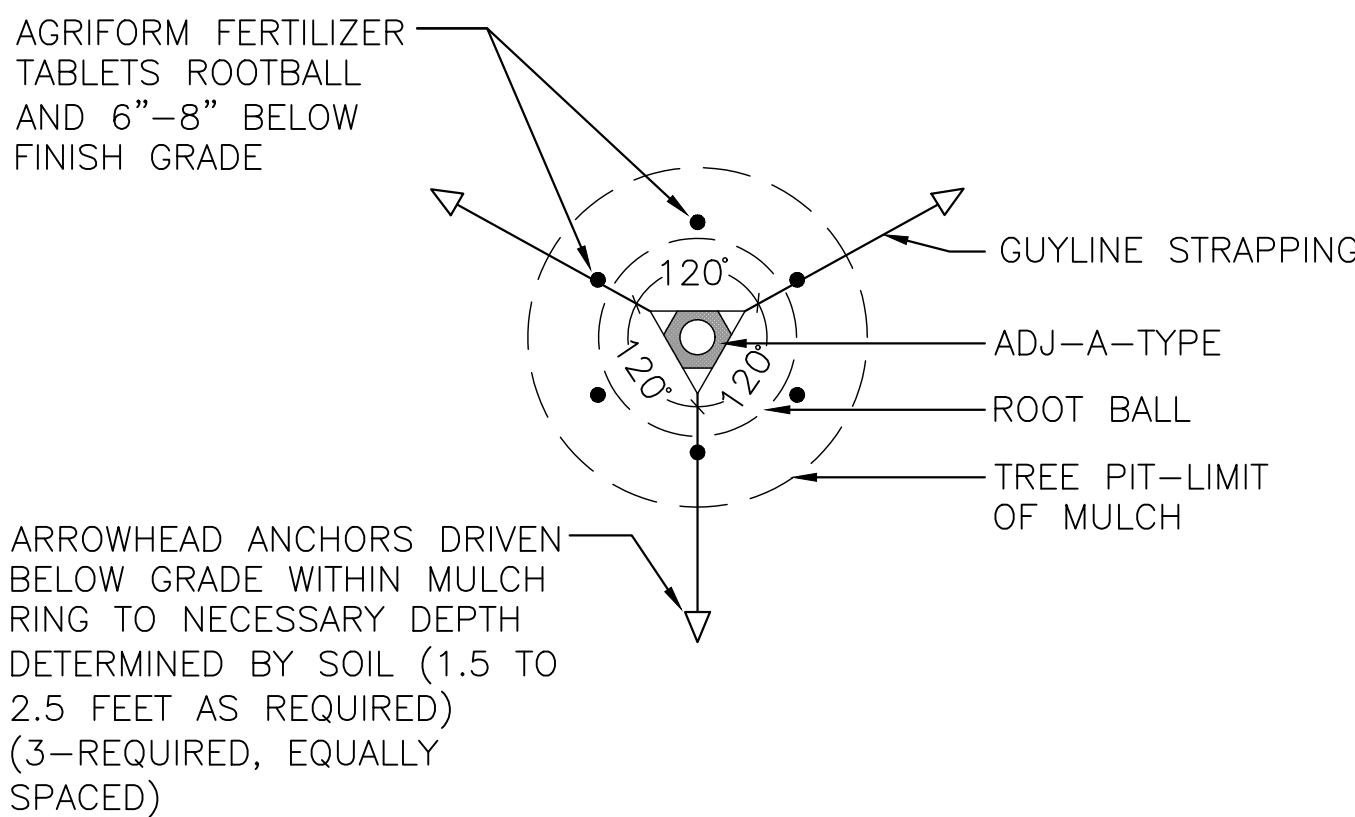 AGRIFORM FERTILIZER
TABLETS ROOTBALL
AND 6”–8” BELOW
FINISH GRADE
GUYLINE STRAPPING
120°
ADJ–A–TYPE
120°
120°
ROOT BALL
TREE PIT–LIMIT
OF MULCH
ARROWHEAD ANCHORS DRIVEN
BELOW GRADE WITHIN MULCH
RING TO NECESSARY DEPTH
DETERMINED BY SOIL (1.5 TO
2.5 FEET AS REQUIRED)
(3–REQUIRED, EQUALLY
SPACED)